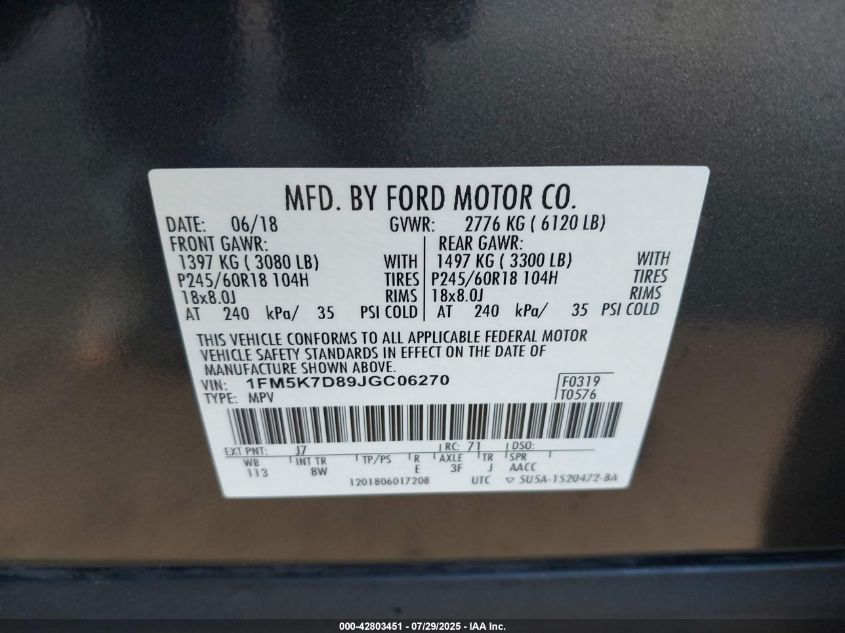 MFD. BY FORD MOTOR CO.
DATE: 06/18 GVWR: 2776 KG ( 6120 LB)
FRONT GAWR: REAR GAWR:
1397 KG ( 3080 LB) WITH 1497 KG ( 3300 LB) WITH
P245/60R18 104H TIRES P245/60R18 104H TIRES
18x8.0J RIMS 18x8.0J RIMS
AT 240 kPa/ 35 PSI COLD AT 240 kPa/ 35 PSI COLD
THIS VEHICLE CONFORMS TO ALL APPLICABLE FEDERAL MOTOR
VEHICLE SAFETY STANDARDS IN EFFECT ON THE DATE OF
MANUFACTURE SHOWN ABOVE.
VIN: 1FM5K7D89JGC06270 F0319
TYPE: MPV T0576
EXT PNT: J7 RC: 71 DSO:
WB INT TR TP/PS R AXLE TR SPR
113 8W E 3F J AACC
1201806017208 UTC ▽ 5U5A-1520472-BA
000-42803451 - 07/29/2025 - IAA Inc.